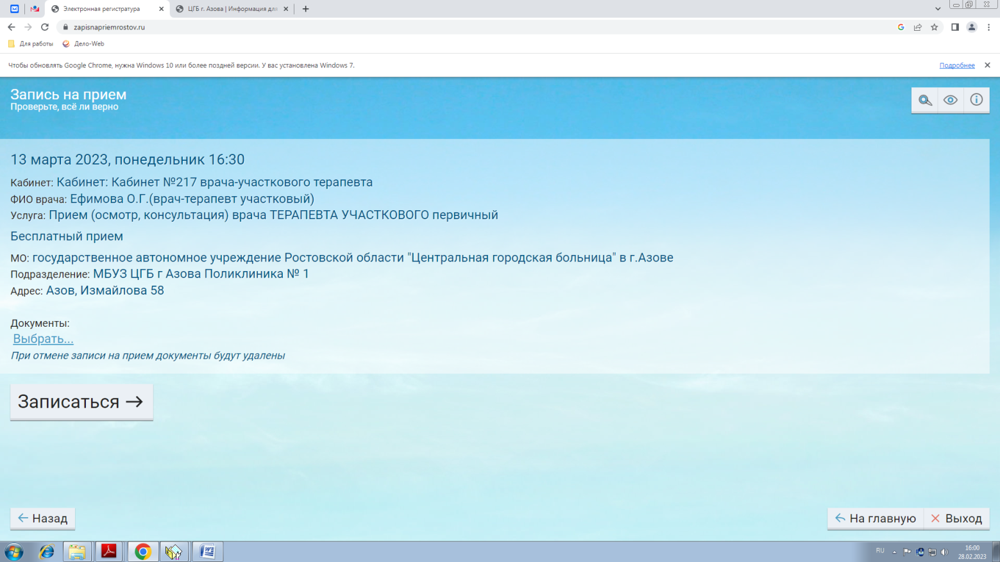 Электронная регистратура
ЦГБ г. Азова | Информация для
zapisnapriemrostov.ru
Для работы
Дело-Web
Чтобы обновлять Google Chrome, нужна Windows 10 или более поздней версии. У вас установлена Windows 7.
Подробнее
Запись на прием
Проверьте, всё ли верно
13 марта 2023, понедельник 16:30
Кабинет: Кабинет: Кабинет №217 врача-участкового терапевта
ФИО врача: Ефимова О.Г.(врач-терапевт участковый)
Услуга: Прием (осмотр, консультация) врача ТЕРАПЕВТА УЧАСТКОВОГО первичный
Бесплатный прием
МО: государственное автономное учреждение Ростовской области "Центральная городская больница" в г.Азове
Подразделение: МБУЗ ЦГБ г Азова Поликлиника № 1
Адрес: Азов, Измайлова 58
Документы:
Выбрать...
При отмене записи на прием документы будут удалены
Записаться →
Назад
На главную
Выход
RU
16:00
28.02.2023